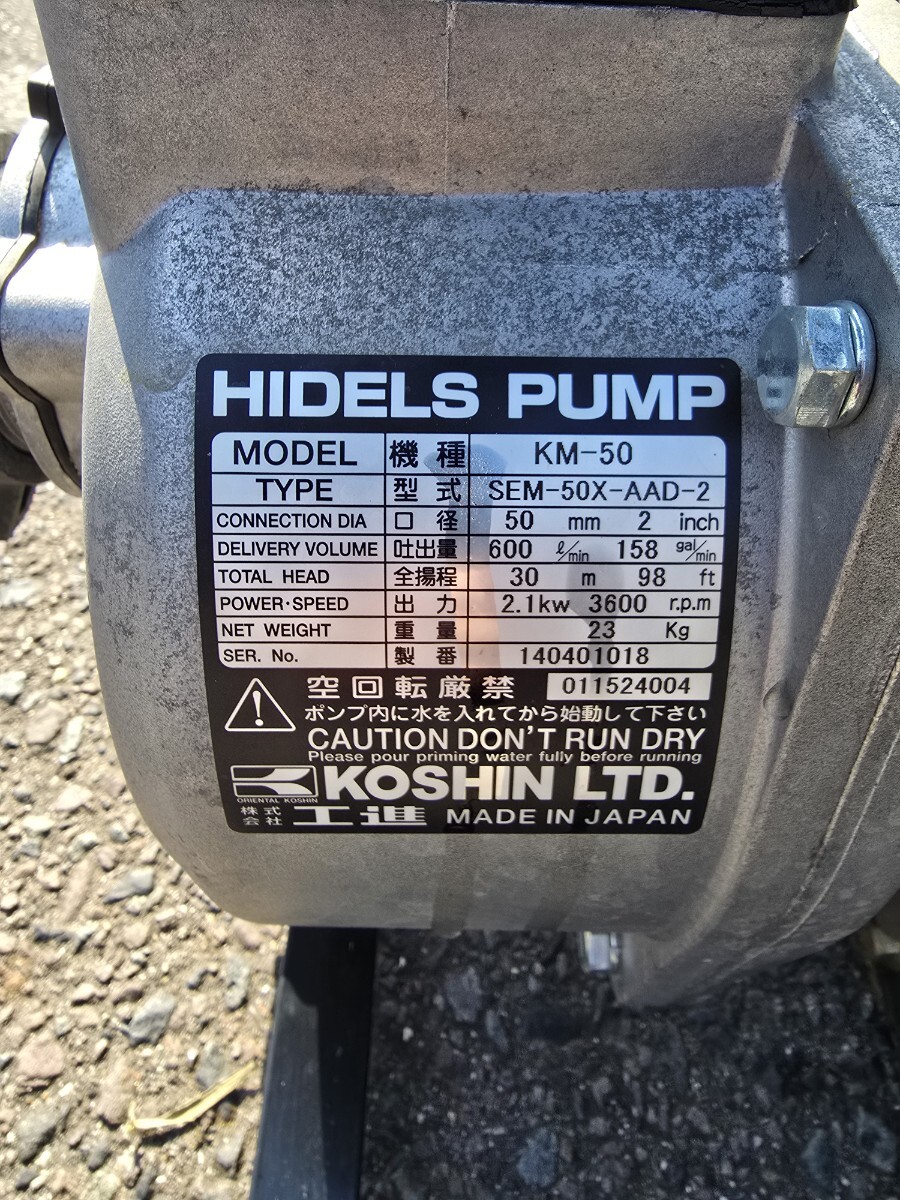 HIDELS PUMP
MODEL 機種 KM-50
TYPE 型式 SEM-50X-AAD-2
CONNECTION DIA 口径 50 mm 2 inch
DELIVERY VOLUME 吐出量 600 ℓ/min 158 gal/min
TOTAL HEAD 全揚程 30 m 98 ft
POWER·SPEED 出力 2.1kw 3600 r.p.m
NET WEIGHT 重量 23 Kg
SER. No. 製番 140401018
空回転厳禁 011524004
ポンプ内に水を入れてから始動して下さい
CAUTION DON'T RUN DRY
Please pour priming water fully before running
ORIENTAL KOSHIN KOSHIN LTD.
株式会社 工進 MADE IN JAPAN